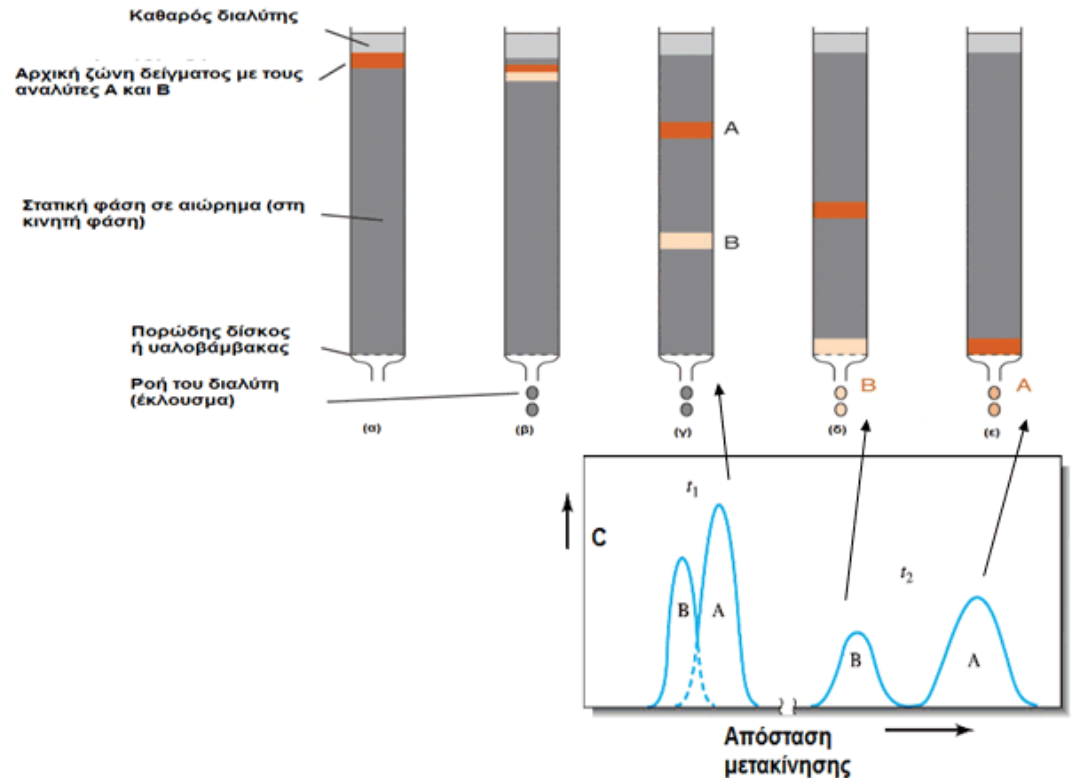 Καθαρός διαλύτης
Αρχική ζώνη δείγματος με τους
αναλύτες Α και Β
Στατική φάση σε αιώρημα (στη
κινητή φάση)
Πορώδης δίσκος
ή υαλοβάμβακας
Ροή του διαλύτη
(έκλουσμα)
A
B
B
A
(α)
(β)
(γ)
(δ)
(ε)
t1
C
t2
B
A
B
A
Απόσταση
μετακίνησης